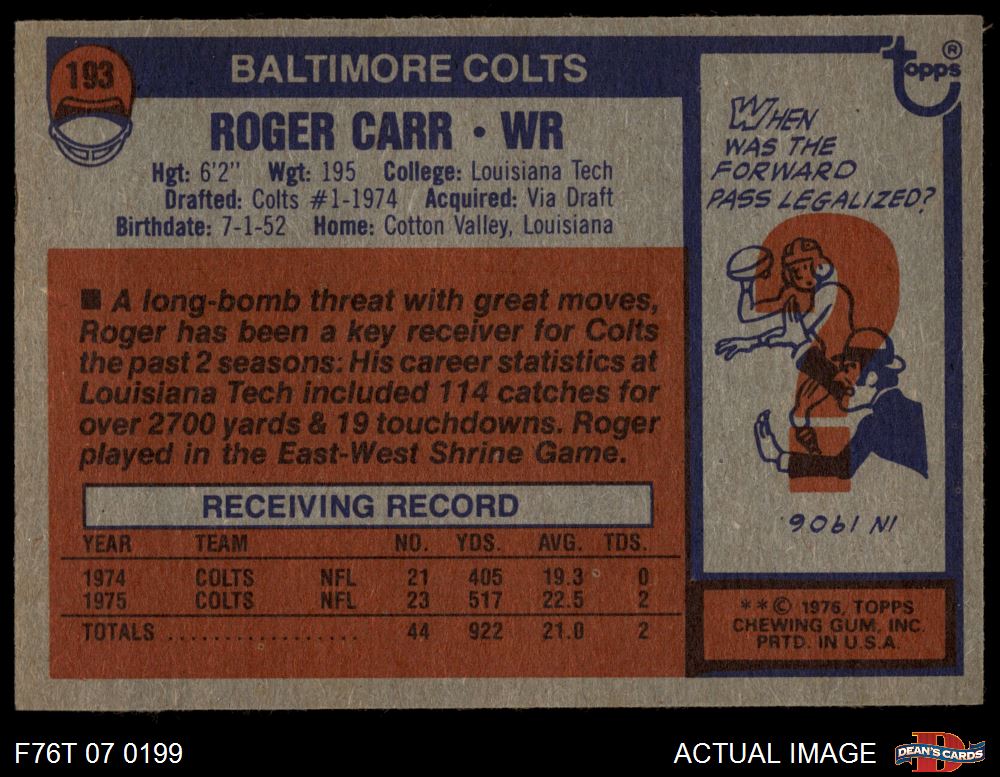 193
BALTIMORE COLTS
ROGER CARR • WR
Hgt: 6'2" Wgt: 195 College: Louisiana Tech
Drafted: Colts #1-1974 Acquired: Via Draft
Birthdate: 7-1-52 Home: Cotton Valley, Louisiana
■ A long-bomb threat with great moves,
Roger has been a key receiver for Colts
the past 2 seasons: His career statistics at
Louisiana Tech included 114 catches for
over 2700 yards & 19 touchdowns. Roger
played in the East-West Shrine Game.
RECEIVING RECORD
YEAR TEAM NO. YDS. AVG. TDS.
1974 COLTS NFL 21 405 19.3 0
1975 COLTS NFL 23 517 22.5 2
TOTALS .................. 44 922 21.0 2
topps®
WHEN
WAS THE
FORWARD
PASS LEGALIZED?
IN 1906
** © 1976, TOPPS
CHEWING GUM, INC.
PRTD. IN U.S.A.
F76T 07 0199
ACTUAL IMAGE
D
DEAN'S CARDS